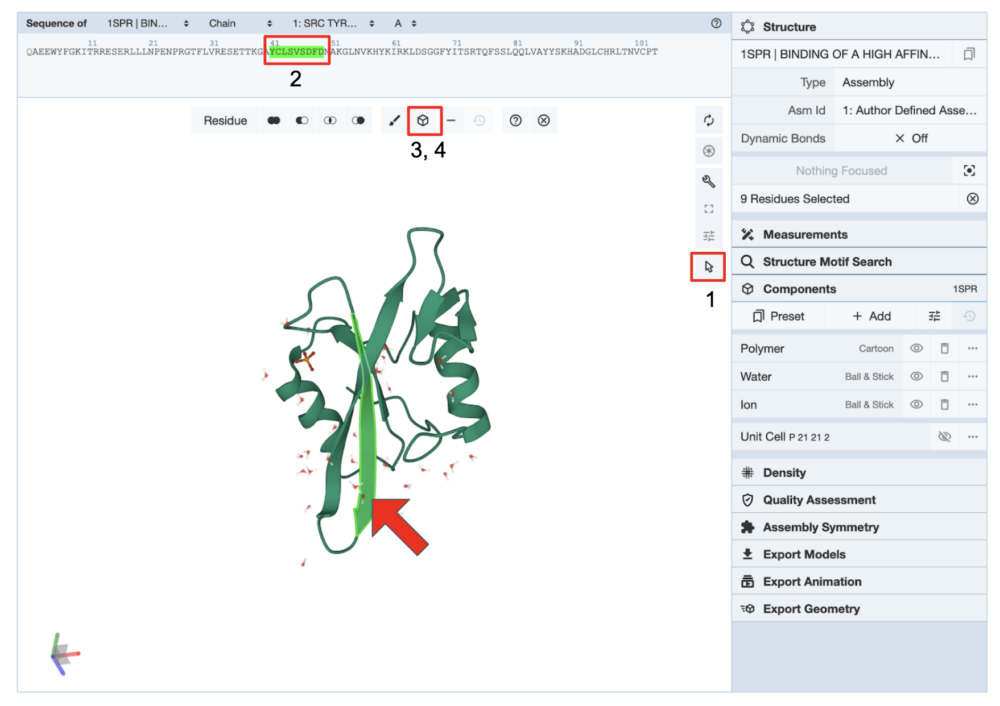 Sequence of 1SPR | BIN... Chain 1: SRC TYR... A
11 21 31 41 51 61 71 81 91 101
QAEEWYFGKITRRESERLLLNPENPRGTFLVRESETTKGAYCLSVSDFDNAKGLNVKHYKIRKLDSGGFYITSRTQFSSLQQLVAYYSKHADGLCHRLTNVCPT
2
Residue
3, 4
1
Structure
1SPR | BINDING OF A HIGH AFFIN...
Type Assembly
Asm Id 1: Author Defined Asse...
Dynamic Bonds × Off
Nothing Focused
9 Residues Selected
Measurements
Structure Motif Search
Components 1SPR
Preset + Add
Polymer Cartoon
Water Ball & Stick
Ion Ball & Stick
Unit Cell P 21 21 2
Density
Quality Assessment
Assembly Symmetry
Export Models
Export Animation
Export Geometry